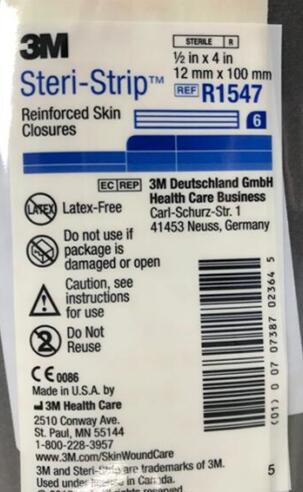 3M
STERILE R
Steri-Strip™
½ in x 4 in
12 mm x 100 mm
REF R1547
Reinforced Skin
Closures
6
EC REP 3M Deutschland GmbH
Health Care Business
Carl-Schurz-Str. 1
41453 Neuss, Germany
LATEX Latex-Free
Do not use if
package is
damaged or open
Caution, see
instructions
for use
2 Do Not
Reuse
CE 0086
Made in U.S.A. by
3M Health Care
2510 Conway Ave.
St. Paul, MN 55144
1-800-228-3957
www.3M.com/SkinWoundCare
3M and Steri-Strip are trademarks of 3M.
Used under license in Canada.
rights reserved
(01) 0 07 07387 02364 5
5